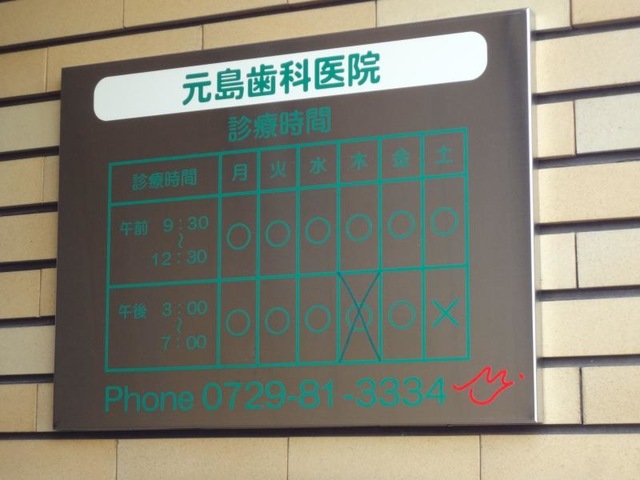 元島歯科医院
診療時間
診療時間 月 火 水 木 金 土
午前 9:30 ~ 12:30 ○ ○ ○ ○ ○ ○
午後 3:00 ~ 7:00 ○ ○ ○ ○ ○ ×
Phone 0729-81-3334